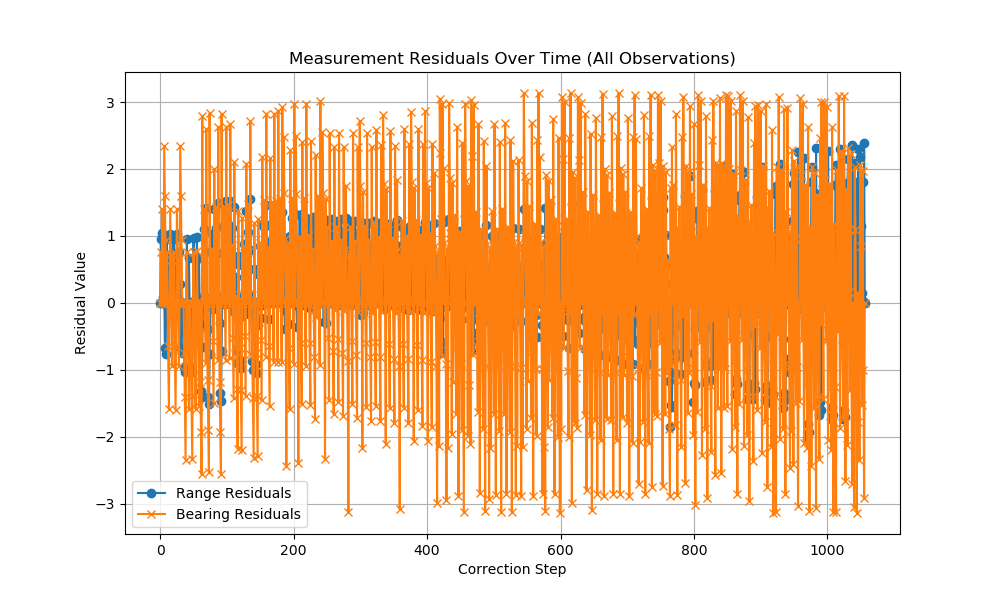 Measurement Residuals Over Time (All Observations)
3
2
1
0
−1
−2
−3
Residual Value
Range Residuals
Bearing Residuals
0 200 400 600 800 1000
Correction Step